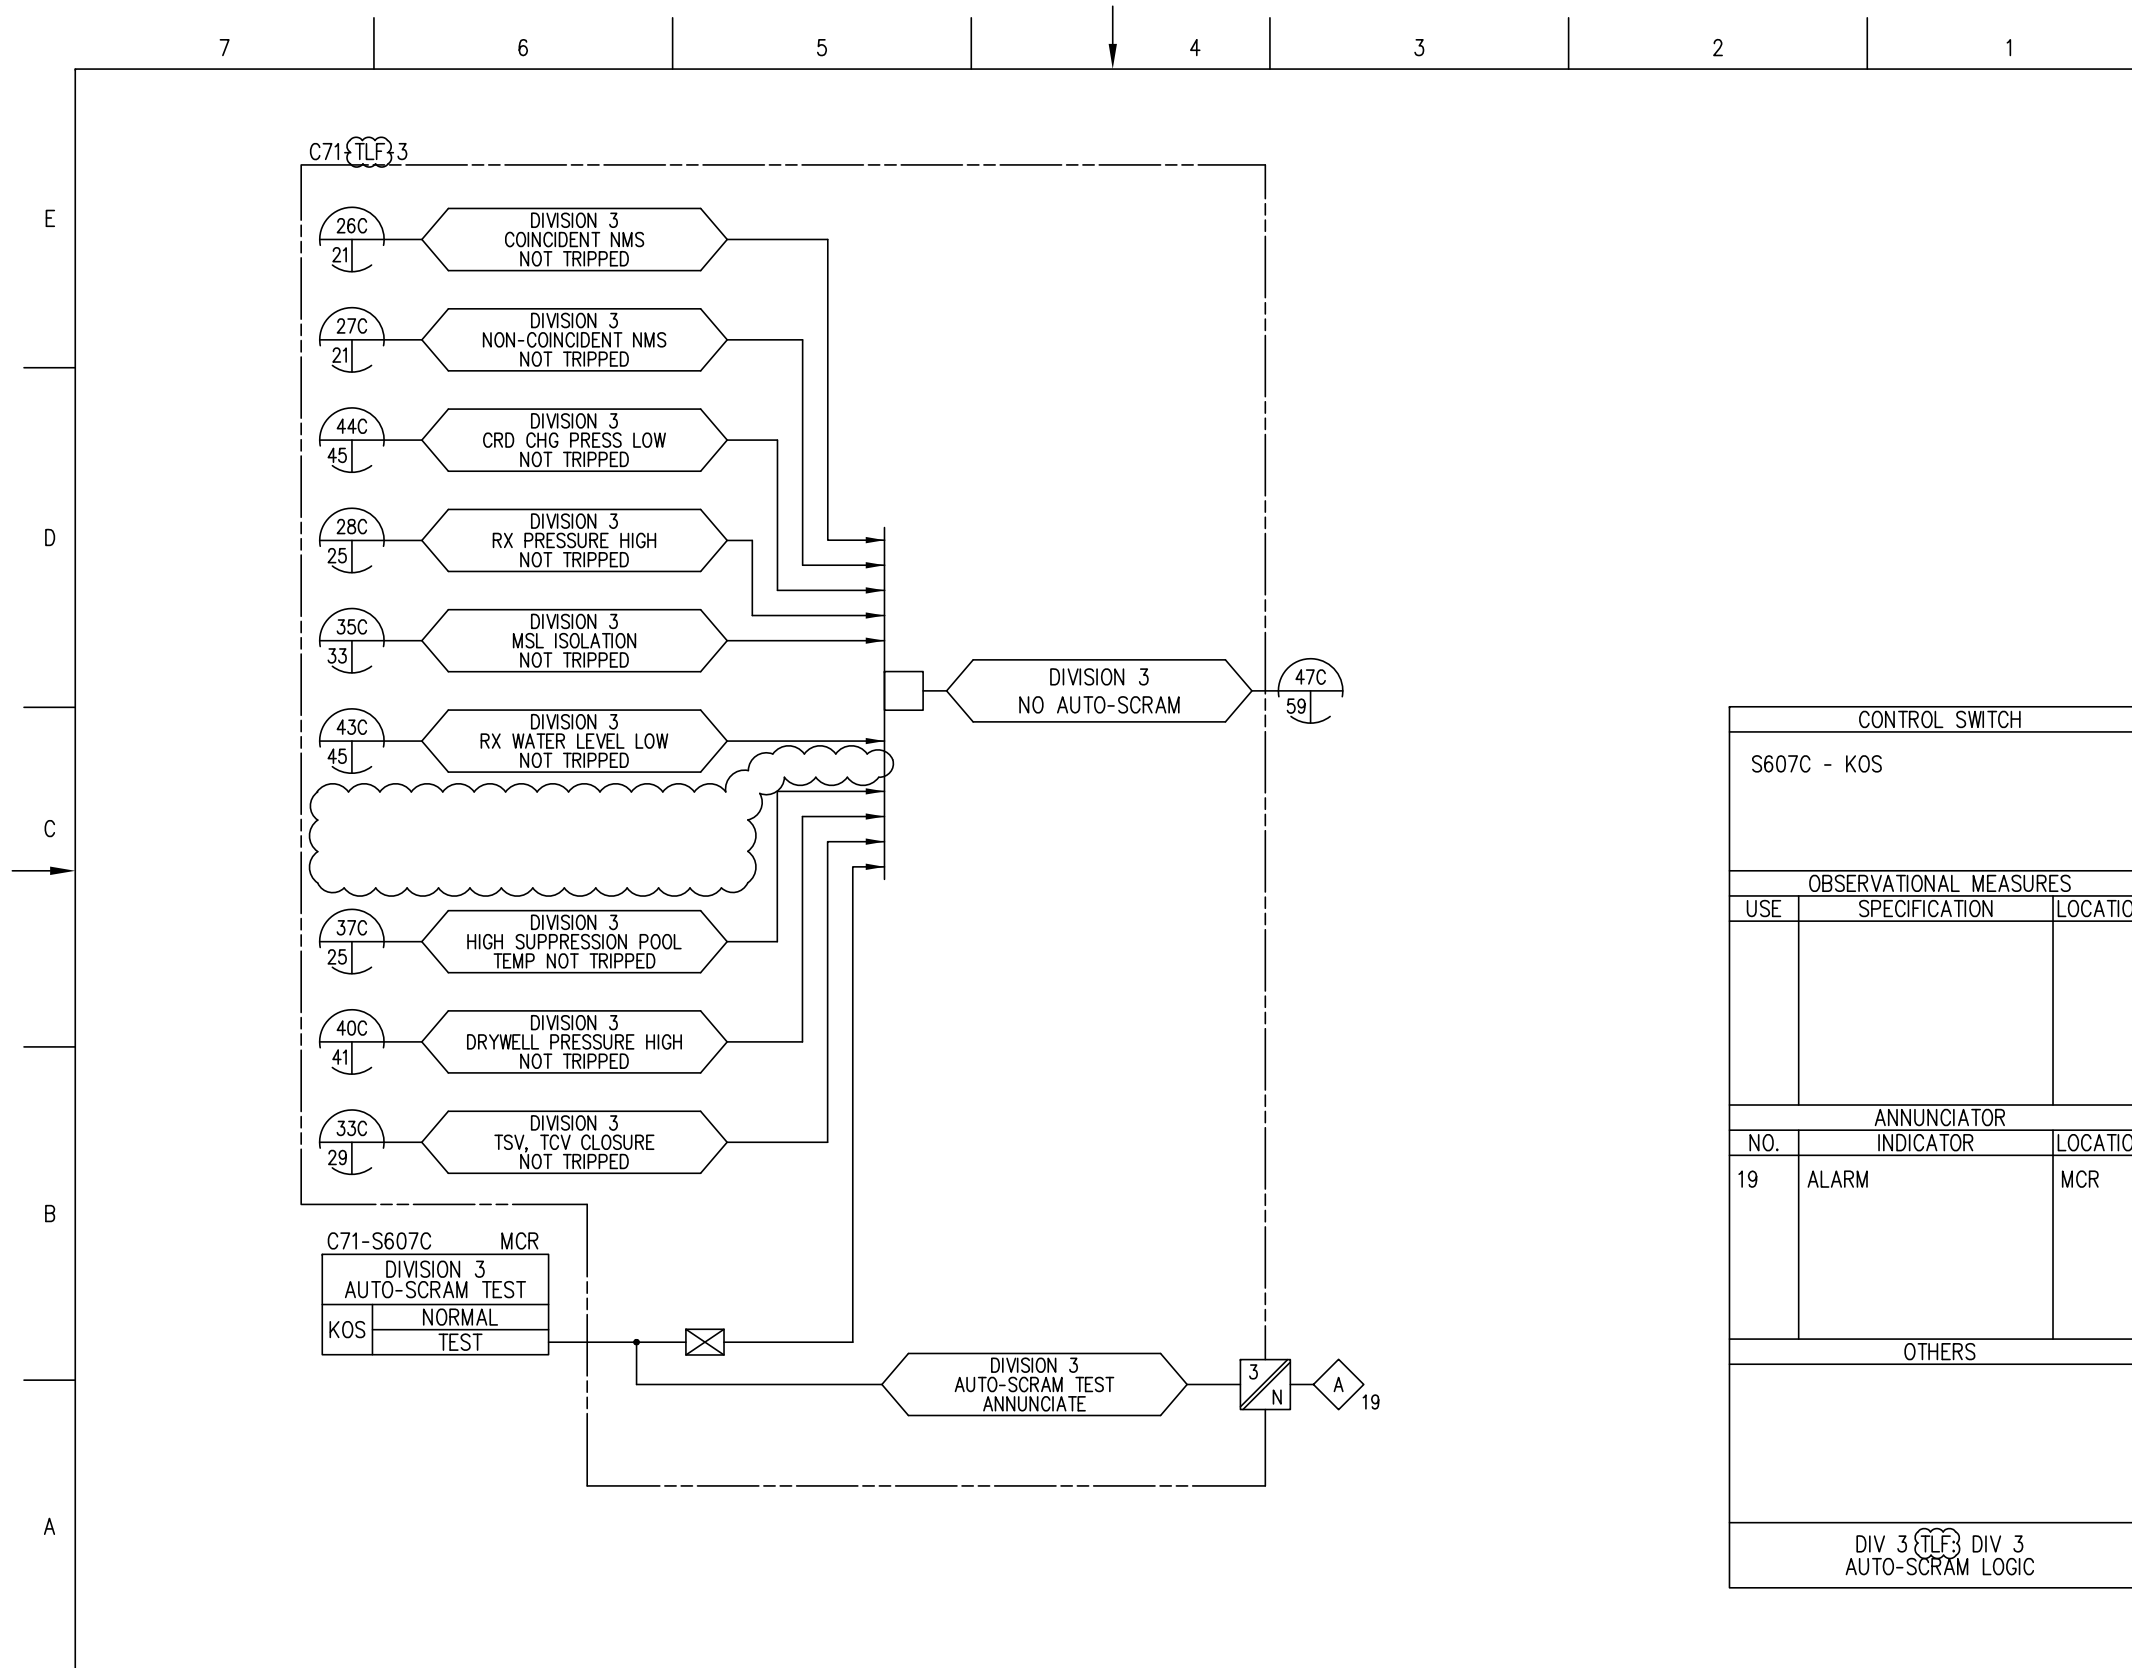 7 6 5 4 3 2 1
C71-TLF-3
E
26C
21
DIVISION 3
COINCIDENT NMS
NOT TRIPPED
27C
21
DIVISION 3
NON-COINCIDENT NMS
NOT TRIPPED
44C
45
DIVISION 3
CRD CHG PRESS LOW
NOT TRIPPED
D
28C
25
DIVISION 3
RX PRESSURE HIGH
NOT TRIPPED
35C
33
DIVISION 3
MSL ISOLATION
NOT TRIPPED
DIVISION 3
NO AUTO-SCRAM
47C
59
43C
45
DIVISION 3
RX WATER LEVEL LOW
NOT TRIPPED
C
37C
25
DIVISION 3
HIGH SUPPRESSION POOL
TEMP NOT TRIPPED
40C
41
DIVISION 3
DRYWELL PRESSURE HIGH
NOT TRIPPED
33C
29
DIVISION 3
TSV, TCV CLOSURE
NOT TRIPPED
B
C71-S607C MCR
DIVISION 3
AUTO-SCRAM TEST
KOS
NORMAL
TEST
DIVISION 3
AUTO-SCRAM TEST
ANNUNCIATE
3
N
A
19
A
CONTROL SWITCH
S607C - KOS
OBSERVATIONAL MEASURES
USE SPECIFICATION LOCATIO
ANNUNCIATOR
NO. INDICATOR LOCATIO
19 ALARM MCR
OTHERS
DIV 3 TLF: DIV 3
AUTO-SCRAM LOGIC